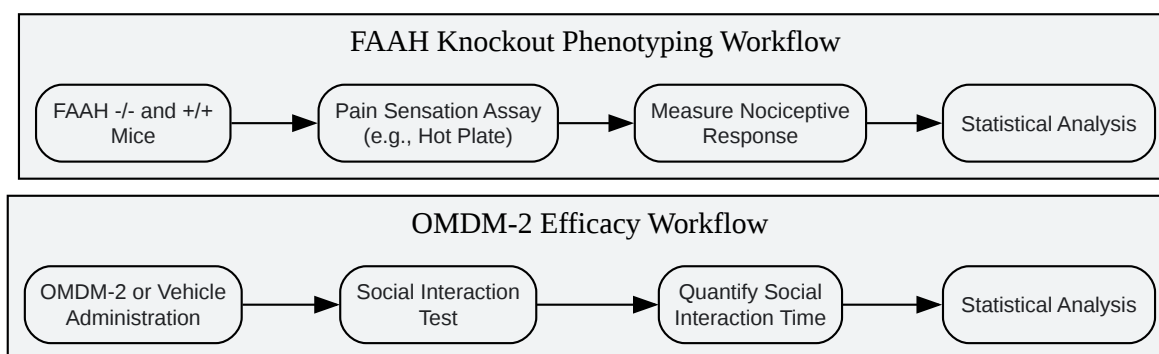 FAAH Knockout Phenotyping Workflow
FAAH -/- and +/+
Mice
Pain Sensation Assay
(e.g., Hot Plate)
Measure Nociceptive
Response
Statistical Analysis
OMDM-2 Efficacy Workflow
OMDM-2 or Vehicle
Administration
Social Interaction
Test
Quantify Social
Interaction Time
Statistical Analysis